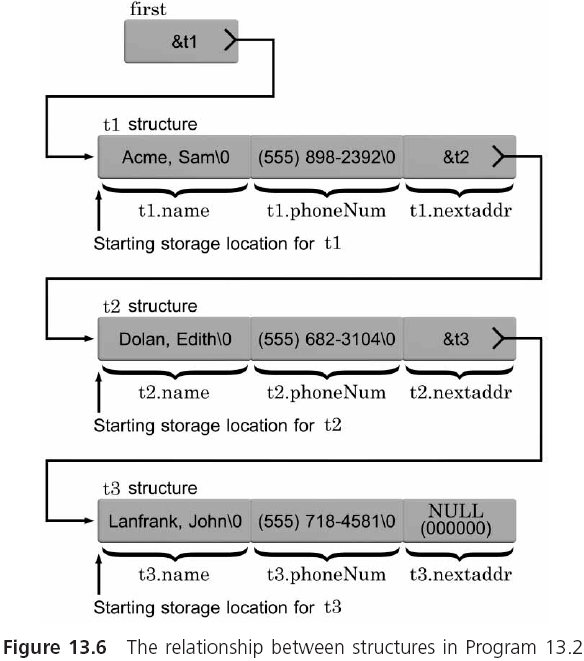 first
&t1
t1 structure
Acme, Sam\0 (555) 898-2392\0 &t2
t1.name t1.phoneNum t1.nextaddr
Starting storage location for t1
t2 structure
Dolan, Edith\0 (555) 682-3104\0 &t3
t2.name t2.phoneNum t2.nextaddr
Starting storage location for t2
t3 structure
Lanfrank, John\0 (555) 718-4581\0 NULL
(000000)
t3.name t3.phoneNum t3.nextaddr
Starting storage location for t3
Figure 13.6 The relationship between structures in Program 13.2